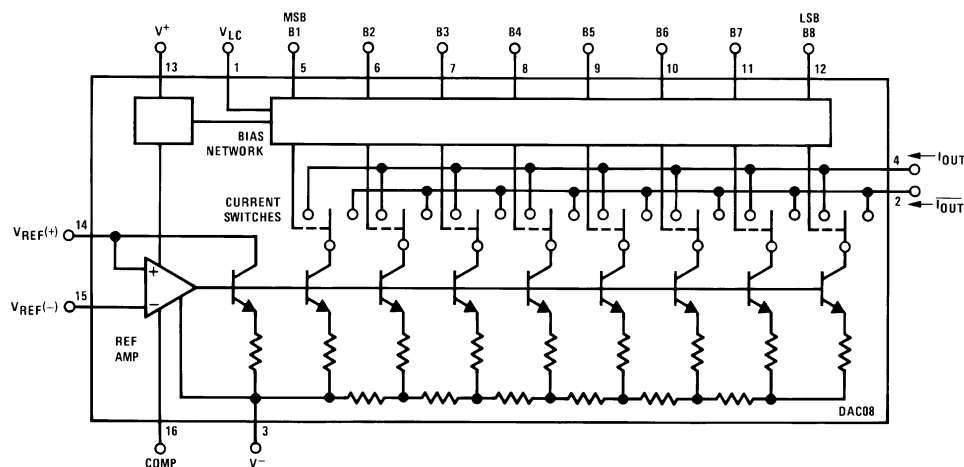 MSB LSB
V+ VLC B1 B2 B3 B4 B5 B6 B7 B8
13 1 5 6 7 8 9 10 11 12
BIAS
NETWORK
4 IOUT
CURRENT
SWITCHES
2 IOUT
14
VREF(+)
+
15
VREF(−)
−
REF
AMP
DAC08
16 3
COMP V−